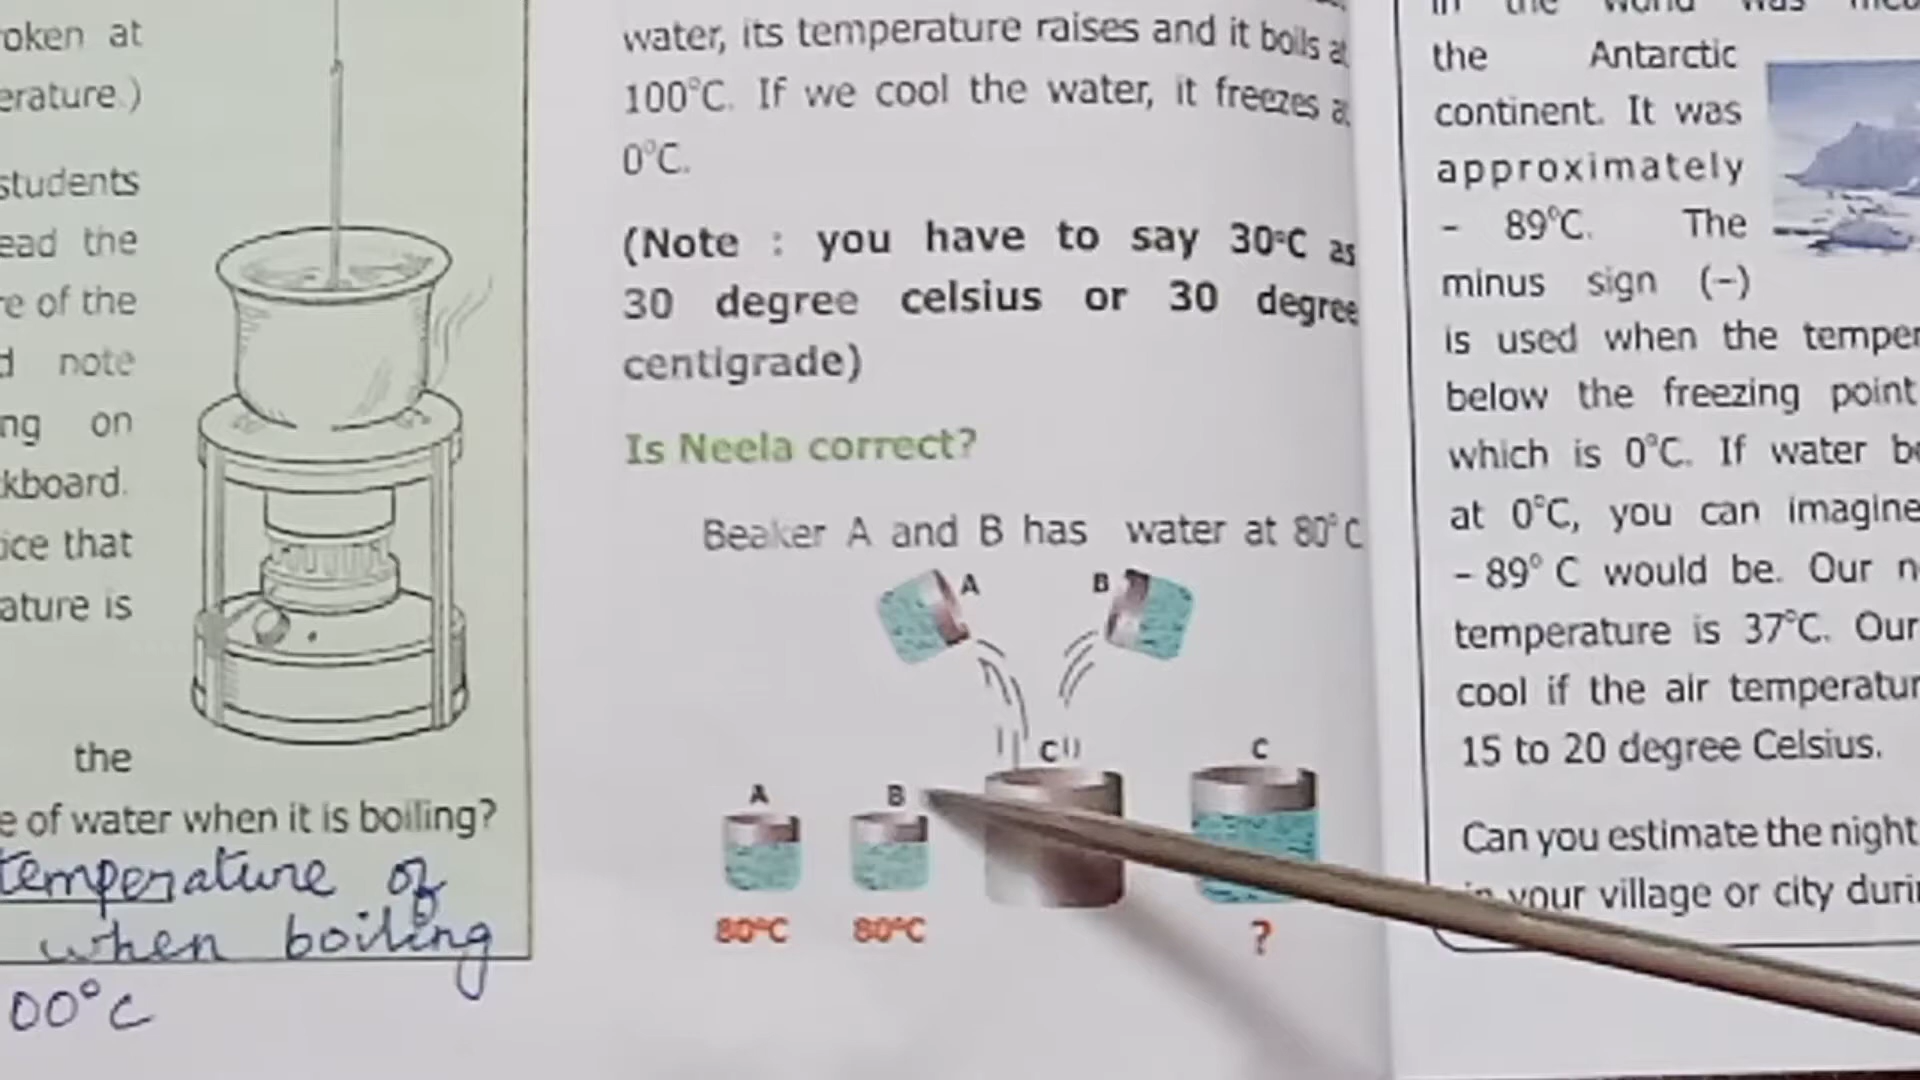 oken at
erature.)
students
ead the
re of the
note
ng on
kboard.
ice that
ature is
the
e of water when it is boiling?
temperature of
when boiling
00°C
water, its temperature raises and it boils at
100°C. If we cool the water, it freezes a
0°C.
(Note : you have to say 30°C as
30 degree celsius or 30 degree
centigrade)
Is Neela correct?
Beaker A and B has water at 80°C
A B
C C
A B
80°C 80°C ?
in the world was
the Antarctic
continent. It was
approximately
– 89°C. The
minus sign (–)
is used when the temper
below the freezing point
which is 0°C. If water be
at 0°C, you can imagine
– 89° C would be. Our n
temperature is 37°C. Our
cool if the air temperatur
15 to 20 degree Celsius.
Can you estimate the night
in your village or city duri